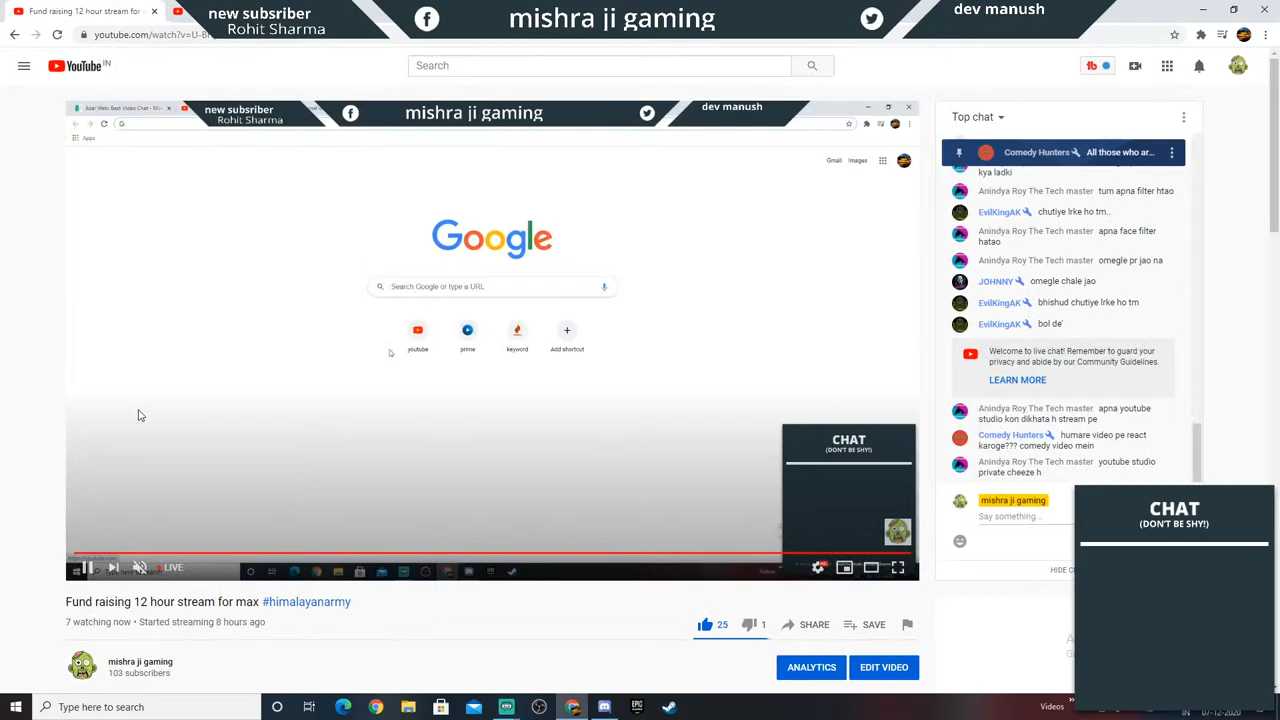 Fund raising 12 hour stream for
new subsriber
Rohit Sharma
mishra ji gaming
dev manush
youtube.com/watch?v=U-B
YouTube IN
Search
new subsriber
Rohit Sharma
mishra ji gaming
dev manush
Apps
Gmail Images
Google
Search Google or type a URL
youtube prime keyword Add shortcut
CHAT
(DON'T BE SHY!)
LIVE
Top chat
Comedy Hunters All those who ar...
kya ladki
Anindya Roy The Tech master tum apna filter htao
EvilKingAK chutiye lrke ho tm..
Anindya Roy The Tech master apna face filter
hatao
Anindya Roy The Tech master omegle pr jao na
JOHNNY omegle chale jao
EvilKingAK bhishud chutiye lrke ho tm
EvilKingAK bol de'
Welcome to live chat! Remember to guard your
privacy and abide by our Community Guidelines.
LEARN MORE
Anindya Roy The Tech master apna youtube
studio kon dikhata h stream pe
Comedy Hunters humare video pe react
karoge??? comedy video mein
Anindya Roy The Tech master youtube studio
private cheeze h
mishra ji gaming
Say something...
HIDE C
CHAT
(DON'T BE SHY!)
Fund raising 12 hour stream for max #himalayanarmy
7 watching now • Started streaming 8 hours ago
25 1 SHARE SAVE
mishra ji gaming
103 subscribers
ANALYTICS EDIT VIDEO
Type here to search
Videos
07-12-2020